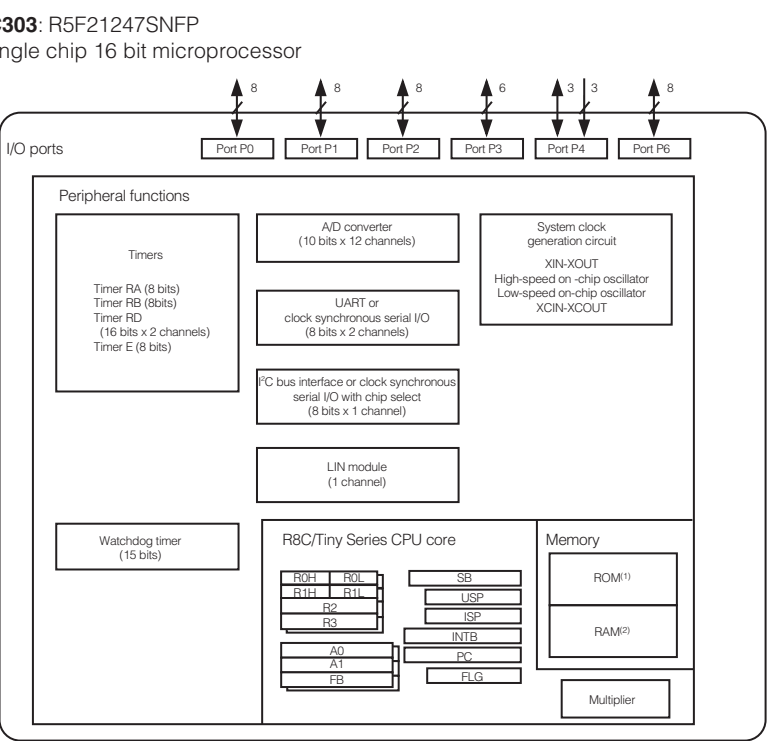 C303: R5F21247SNFP
ngle chip 16 bit microprocessor
8 8 8 6 3 3 8
I/O ports
Port P0 Port P1 Port P2 Port P3 Port P4 Port P6
Peripheral functions
Timers
Timer RA (8 bits)
Timer RB (8bits)
Timer RD
(16 bits x 2 channels)
Timer E (8 bits)
A/D converter
(10 bits x 12 channels)
System clock
generation circuit
XIN-XOUT
High-speed on -chip oscillator
Low-speed on-chip oscillator
XCIN-XCOUT
UART or
clock synchronous serial I/O
(8 bits x 2 channels)
I²C bus interface or clock synchronous
serial I/O with chip select
(8 bits x 1 channel)
LIN module
(1 channel)
Watchdog timer
(15 bits)
R8C/Tiny Series CPU core
R0H R0L
R1H R1L
R2
R3
A0
A1
FB
SB
USP
ISP
INTB
PC
FLG
Memory
ROM(1)
RAM(2)
Multiplier